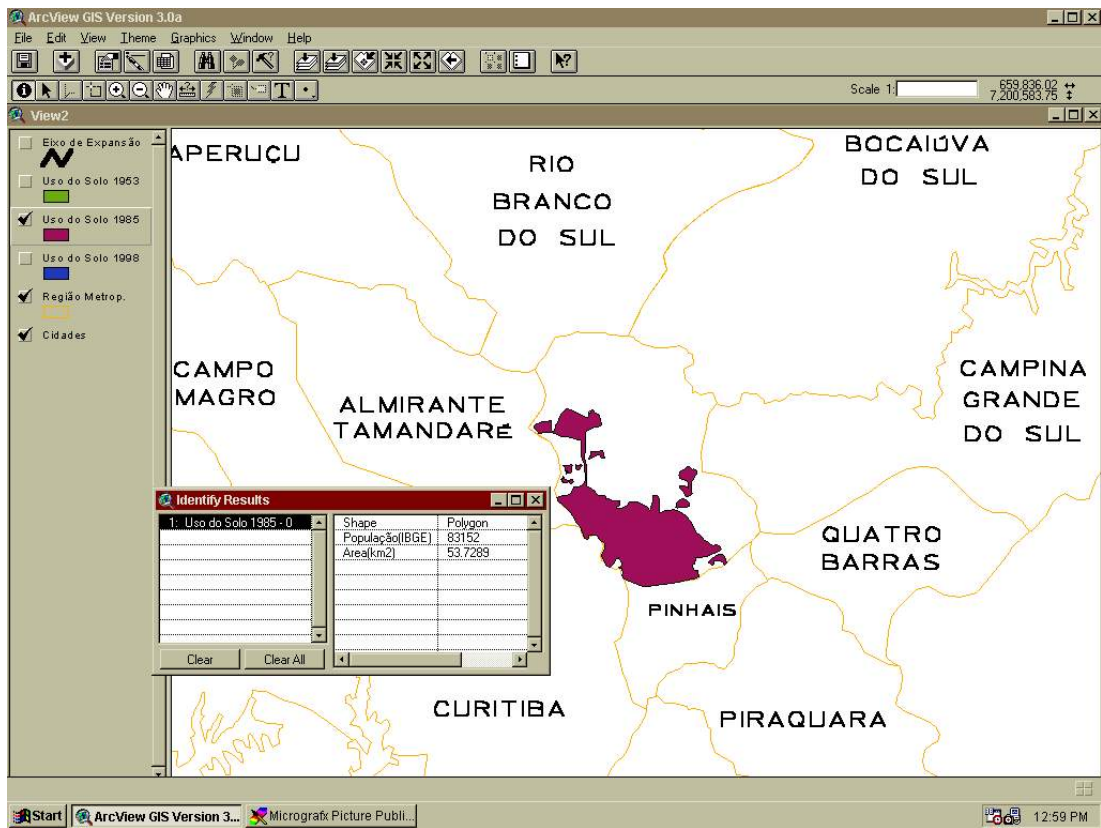 ArcView GIS Version 3.0a
File Edit View Theme Graphics Window Help
Scale 1:
659,836.02
7,200,583.75
View2
Eixo de Expansão
Uso do Solo 1953
Uso do Solo 1985
Uso do Solo 1998
Região Metrop.
Cidades
APERUÇU
RIO
BRANCO
DO SUL
BOCAIÚVA
DO SUL
CAMPO
MAGRO
ALMIRANTE
TAMANDARÉ
CAMPINA
GRANDE
DO SUL
Identify Results
1: Uso do Solo 1985 - 0
Shape Polygon
População(IBGE) 83152
Area(km2) 53.7289
Clear Clear All
QUATRO
BARRAS
PINHAIS
CURITIBA
PIRAQUARA
Start ArcView GIS Version 3... Micrografx Picture Publi... 12:59 PM